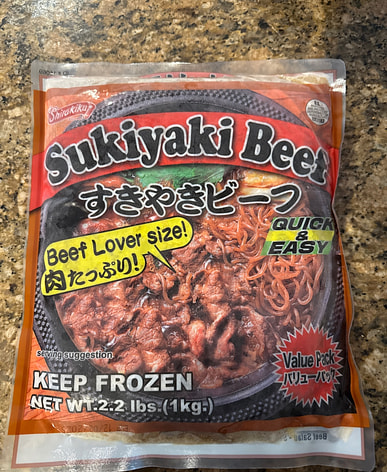 Shirakiku
Sukiyaki Beef
すきやきビーフ
QUICK
& EASY
Beef Lover size!
肉たっぷり!
serving suggestion
Value Pack
バリューパック
KEEP FROZEN
NET WT.2.2 lbs.(1kg.)